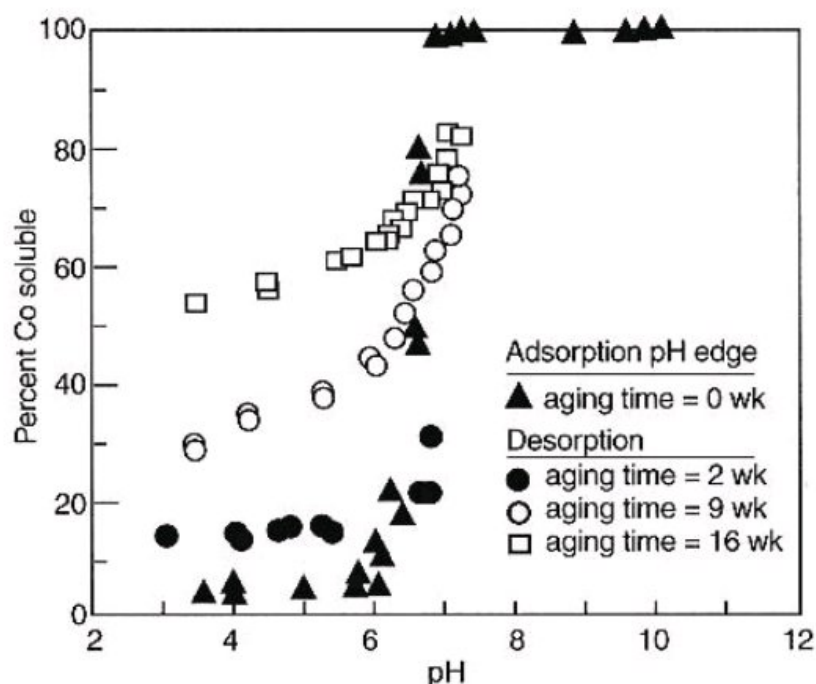 100
80
60
40
20
0
Percent Co soluble
2 4 6 8 10 12
pH
Adsorption pH edge
aging time = 0 wk
Desorption
aging time = 2 wk
aging time = 9 wk
aging time = 16 wk